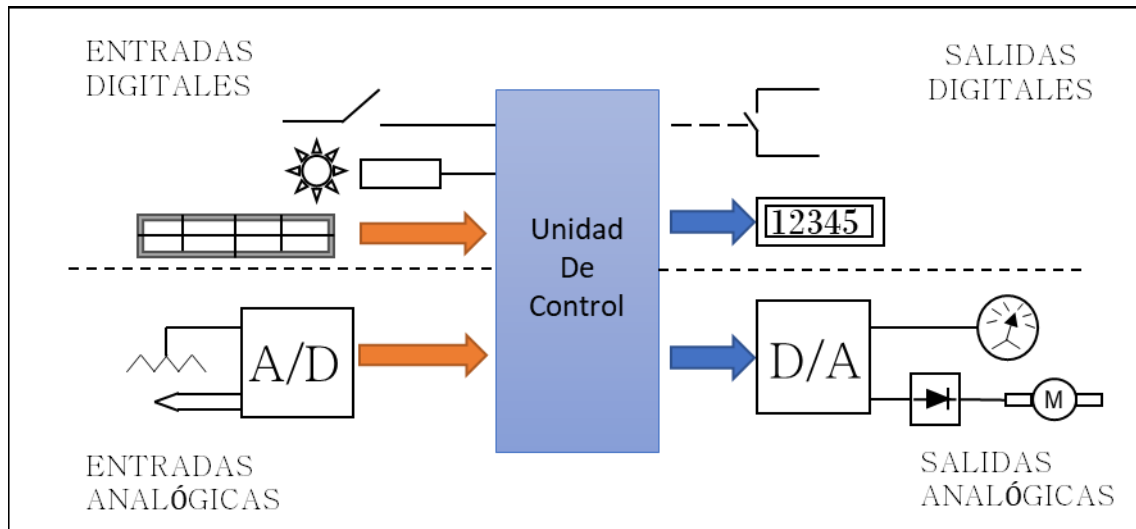 ENTRADAS
DIGITALES
SALIDAS
DIGITALES
12345
Unidad
De
Control
A/D
D/A
M
ENTRADAS
ANALÓGICAS
SALIDAS
ANALÓGICAS